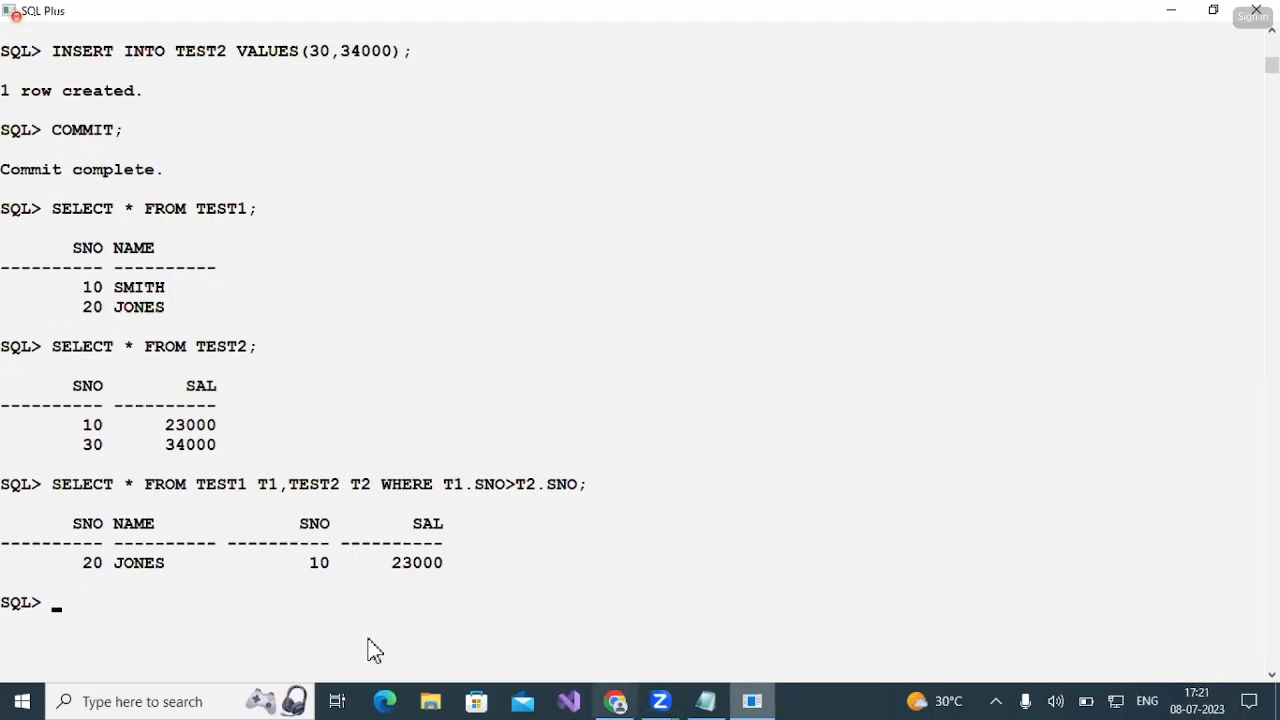 SQL Plus
Sign in
SQL> INSERT INTO TEST2 VALUES(30,34000);
1 row created.
SQL> COMMIT;
Commit complete.
SQL> SELECT * FROM TEST1;
SNO NAME
---------- ----------
10 SMITH
20 JONES
SQL> SELECT * FROM TEST2;
SNO SAL
---------- ----------
10 23000
30 34000
SQL> SELECT * FROM TEST1 T1,TEST2 T2 WHERE T1.SNO>T2.SNO;
SNO NAME SNO SAL
---------- ---------- ---------- ----------
20 JONES 10 23000
SQL>
Type here to search
30°C
ENG
17:21
08-07-2023